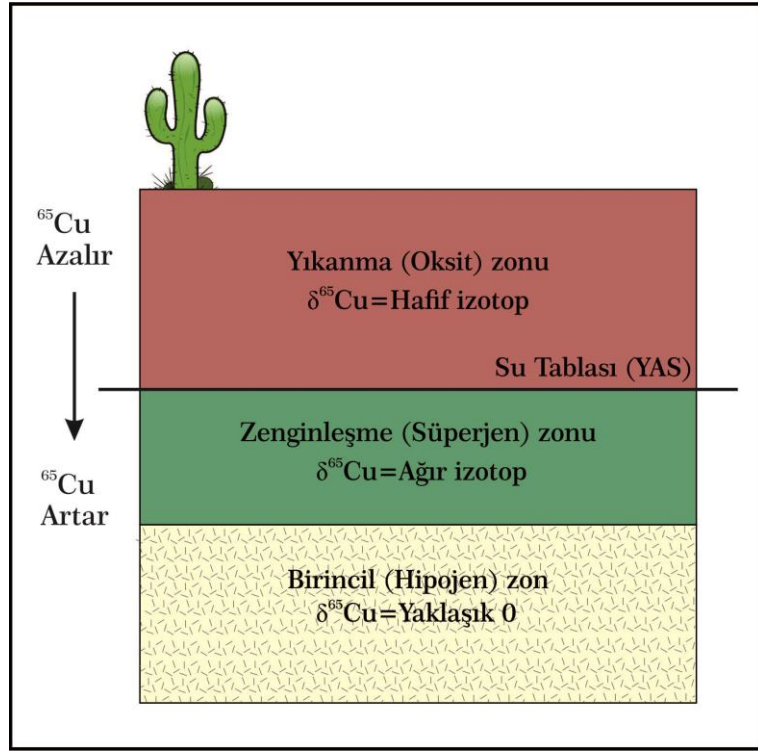 ⁶⁵Cu
Azalır
Yıkanma (Oksit) zonu
δ⁶⁵Cu=Hafif izotop
Su Tablası (YAS)
Zenginleşme (Süperjen) zonu
δ⁶⁵Cu=Ağır izotop
⁶⁵Cu
Artar
Birincil (Hipojen) zon
δ⁶⁵Cu=Yaklaşık 0